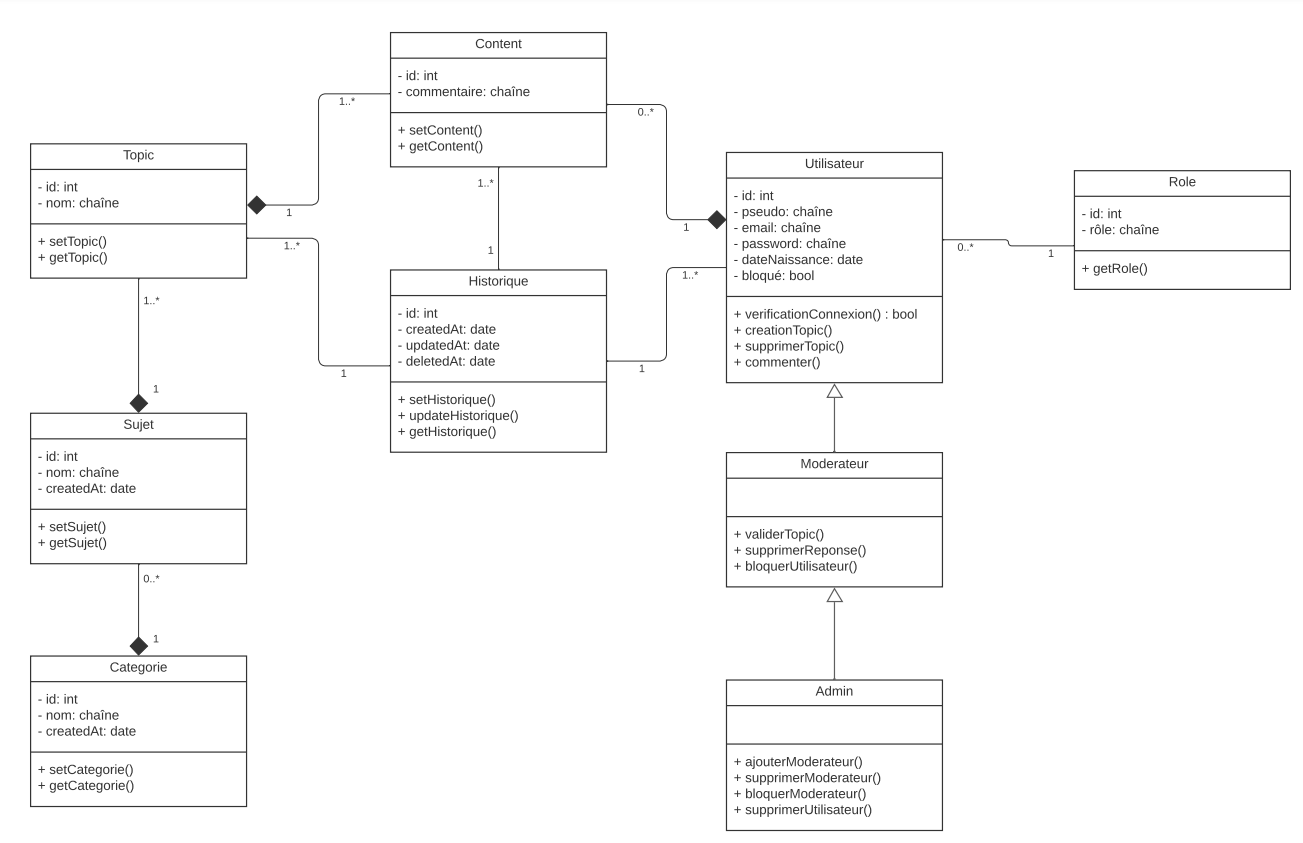 Content
- id: int
- commentaire: chaîne
+ setContent()
+ getContent()
1..*
1
0..*
1
1..*
1
Topic
- id: int
- nom: chaîne
+ setTopic()
+ getTopic()
1..*
1
1..*
1
Historique
- id: int
- createdAt: date
- updatedAt: date
- deletedAt: date
+ setHistorique()
+ updateHistorique()
+ getHistorique()
1..*
1
Utilisateur
- id: int
- pseudo: chaîne
- email: chaîne
- password: chaîne
- dateNaissance: date
- bloqué: bool
+ verificationConnexion() : bool
+ creationTopic()
+ supprimerTopic()
+ commenter()
0..*
1
Role
- id: int
- rôle: chaîne
+ getRole()
Sujet
- id: int
- nom: chaîne
- createdAt: date
+ setSujet()
+ getSujet()
0..*
1
Moderateur
+ validerTopic()
+ supprimerReponse()
+ bloquerUtilisateur()
Categorie
- id: int
- nom: chaîne
- createdAt: date
+ setCategorie()
+ getCategorie()
Admin
+ ajouterModerateur()
+ supprimerModerateur()
+ bloquerModerateur()
+ supprimerUtilisateur()